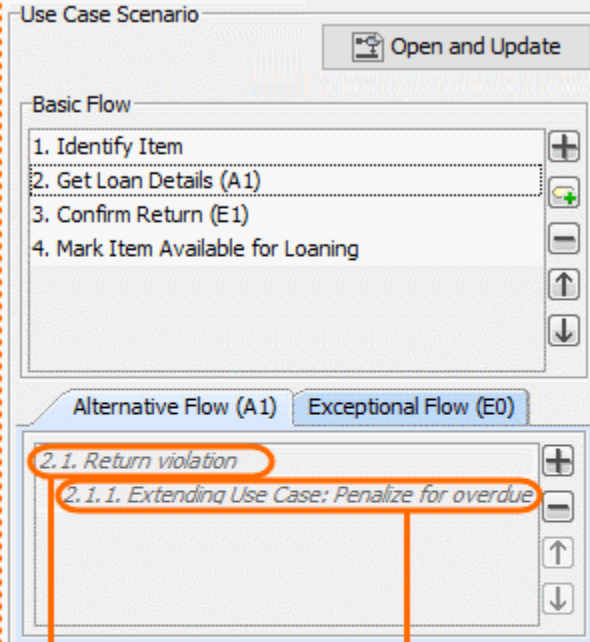 Use Case Scenario
Open and Update
Basic Flow
1. Identify Item
2. Get Loan Details (A1)
3. Confirm Return (E1)
4. Mark Item Available for Loaning
Alternative Flow (A1) Exceptional Flow (E0)
2.1. Return violation
2.1.1. Extending Use Case: Penalize for overdue